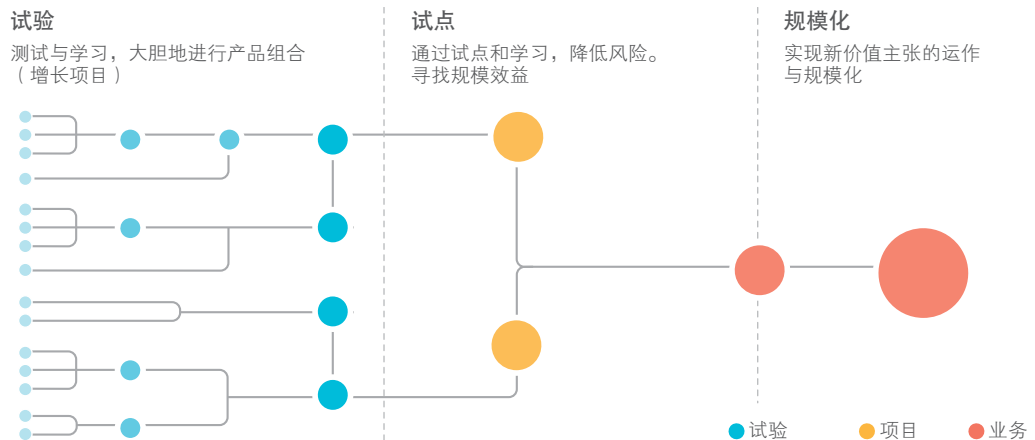 试验
测试与学习，大胆地进行产品组合
（增长项目）
试点
通过试点和学习，降低风险。
寻找规模效益
规模化
实现新价值主张的运作
与规模化
试验
项目
业务